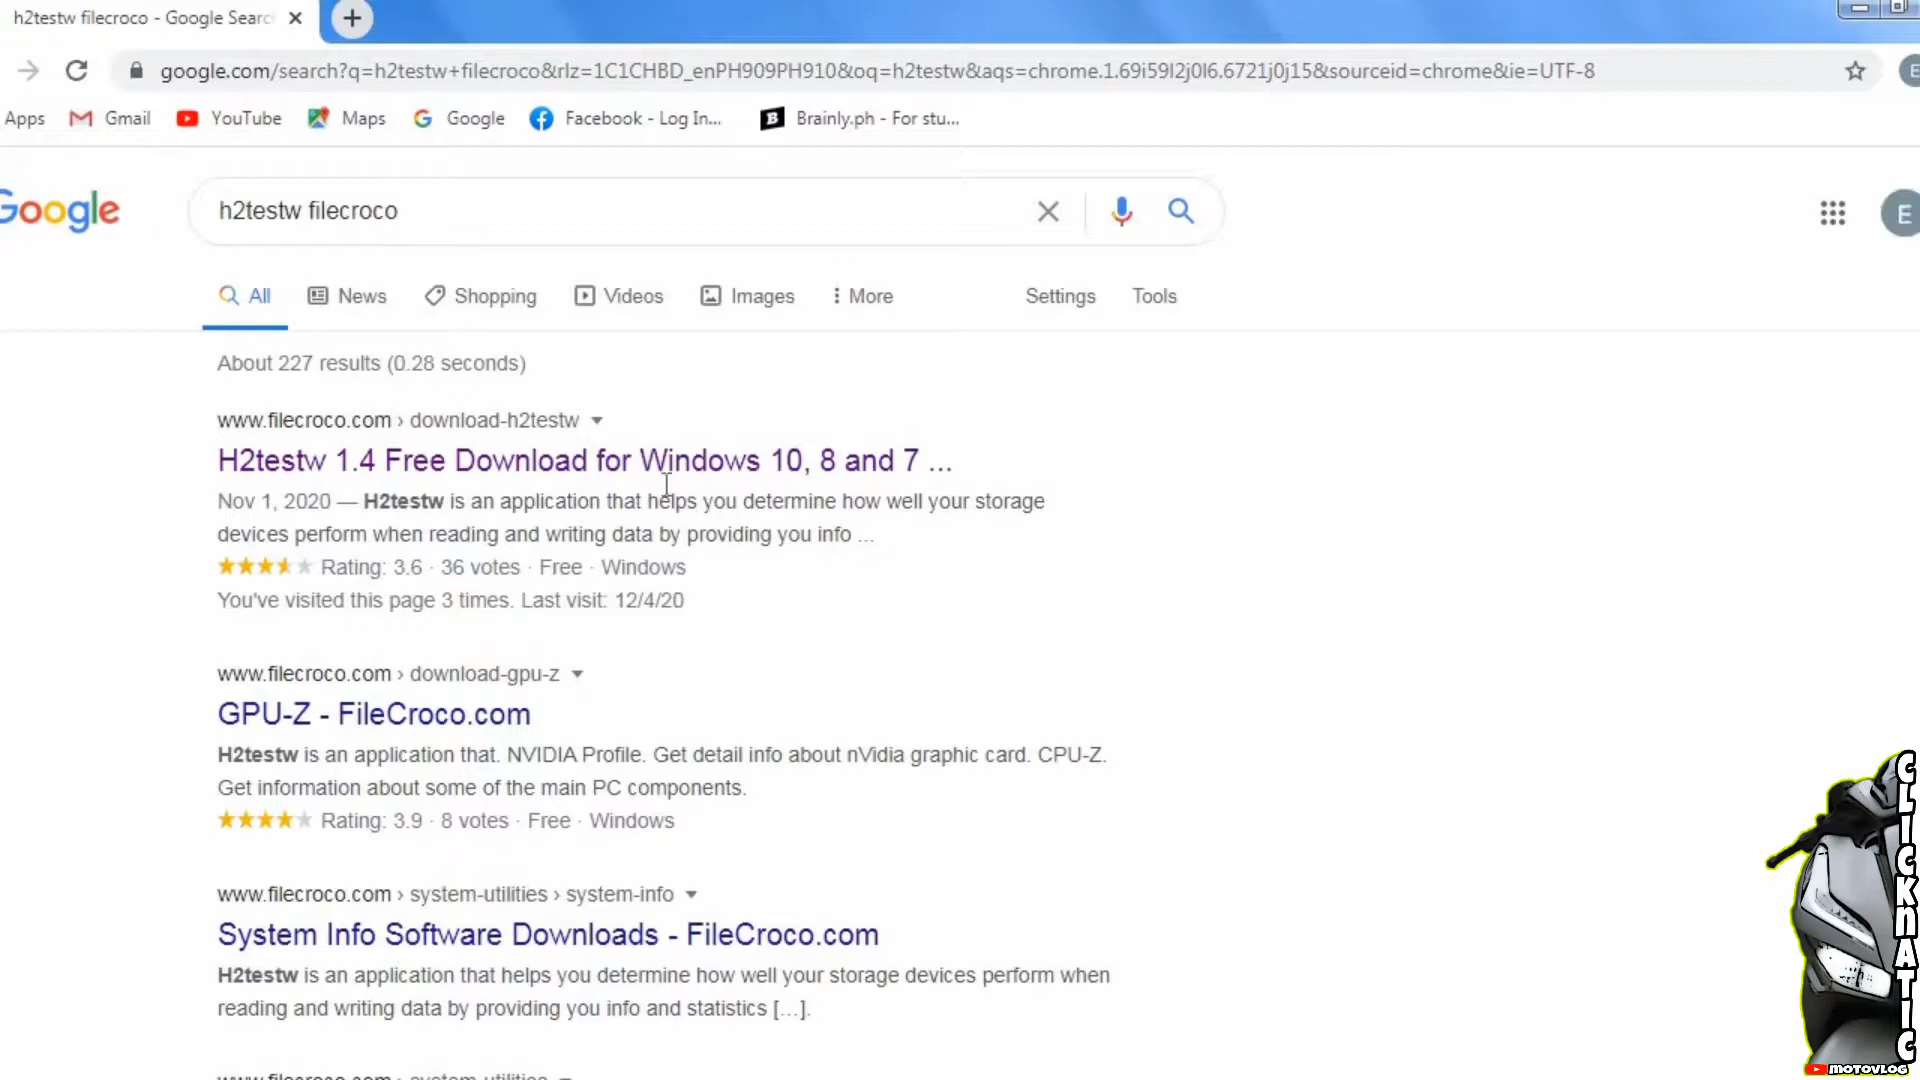 h2testw filecroco - Google Searc
google.com/search?q=h2testw+filecroco&rlz=1C1CHBD_enPH909PH910&oq=h2testw&aqs=chrome.1.69i59l2j0l6.6721j0j15&sourceid=chrome&ie=UTF-8
E
Apps Gmail YouTube Maps Google Facebook - Log In... Brainly.ph - For stu...
Google
h2testw filecroco
E
All News Shopping Videos Images More Settings Tools
About 227 results (0.28 seconds)
www.filecroco.com › download-h2testw
H2testw 1.4 Free Download for Windows 10, 8 and 7 ...
Nov 1, 2020 — H2testw is an application that helps you determine how well your storage
devices perform when reading and writing data by providing you info ...
Rating: 3.6 · 36 votes · Free · Windows
You've visited this page 3 times. Last visit: 12/4/20
www.filecroco.com › download-gpu-z
GPU-Z - FileCroco.com
H2testw is an application that. NVIDIA Profile. Get detail info about nVidia graphic card. CPU-Z.
Get information about some of the main PC components.
Rating: 3.9 · 8 votes · Free · Windows
www.filecroco.com › system-utilities › system-info
System Info Software Downloads - FileCroco.com
H2testw is an application that helps you determine how well your storage devices perform when
reading and writing data by providing you info and statistics [...].
www.filecroco.com › system-utilities
CLICKNATIC
MOTOVLOG